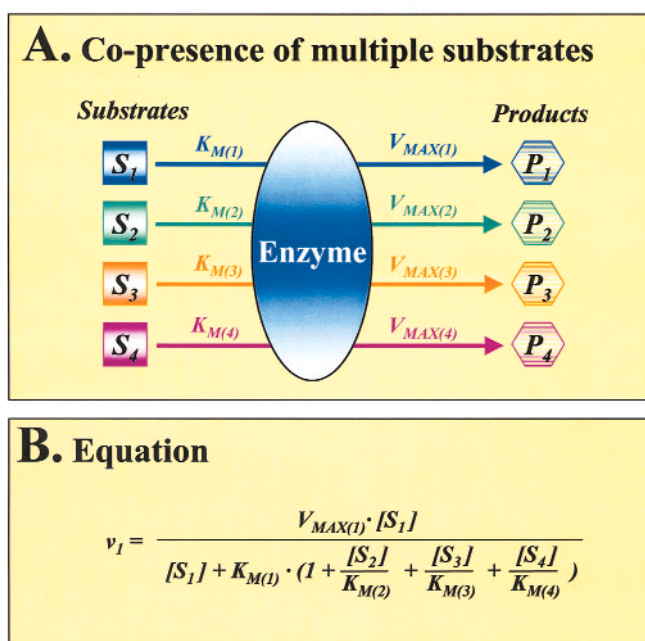 A. Co-presence of multiple substrates
Substrates
Products
S1 KM(1) VMAX(1) P1
S2 KM(2) VMAX(2) P2
Enzyme
S3 KM(3) VMAX(3) P3
S4 KM(4) VMAX(4) P4
B. Equation
VMAX(1) · [S1]
v1 =
[S1] + KM(1) · (1 + [S2]/KM(2) + [S3]/KM(3) + [S4]/KM(4) )